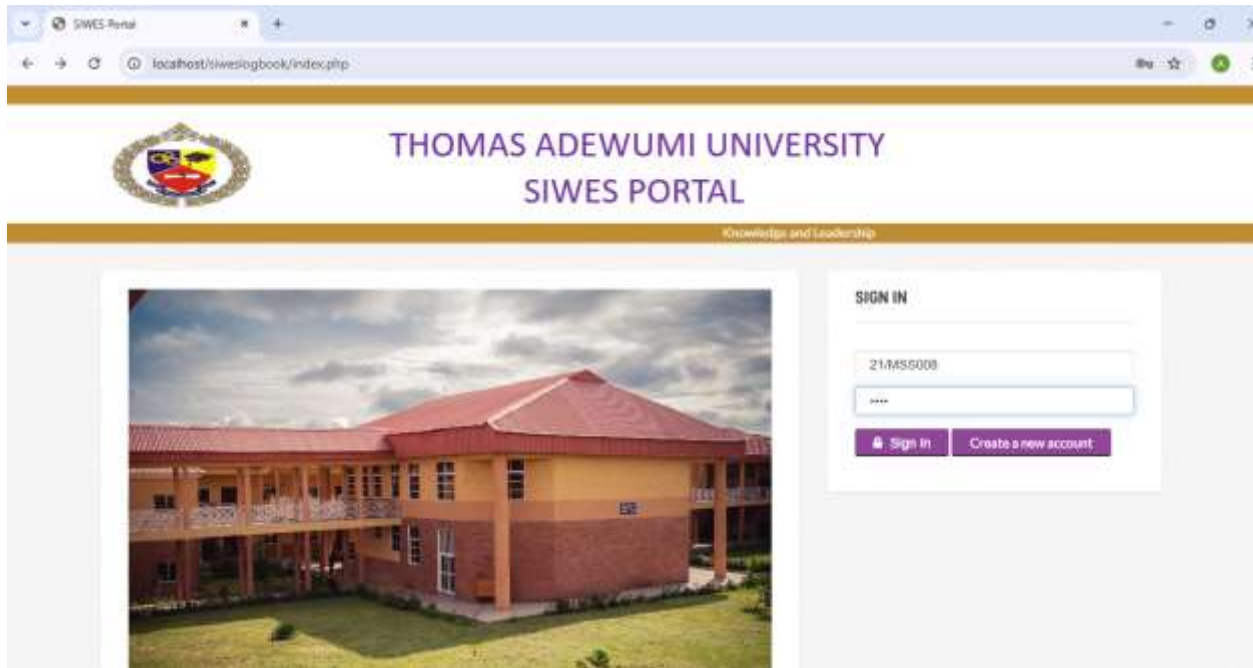 SIWES-Portal
localhost/siweslogbook/index.php
THOMAS ADEWUMI UNIVERSITY
SIWES PORTAL
Knowledge and Leadership
SIGN IN
21/MSS008
Sign In
Create a new account